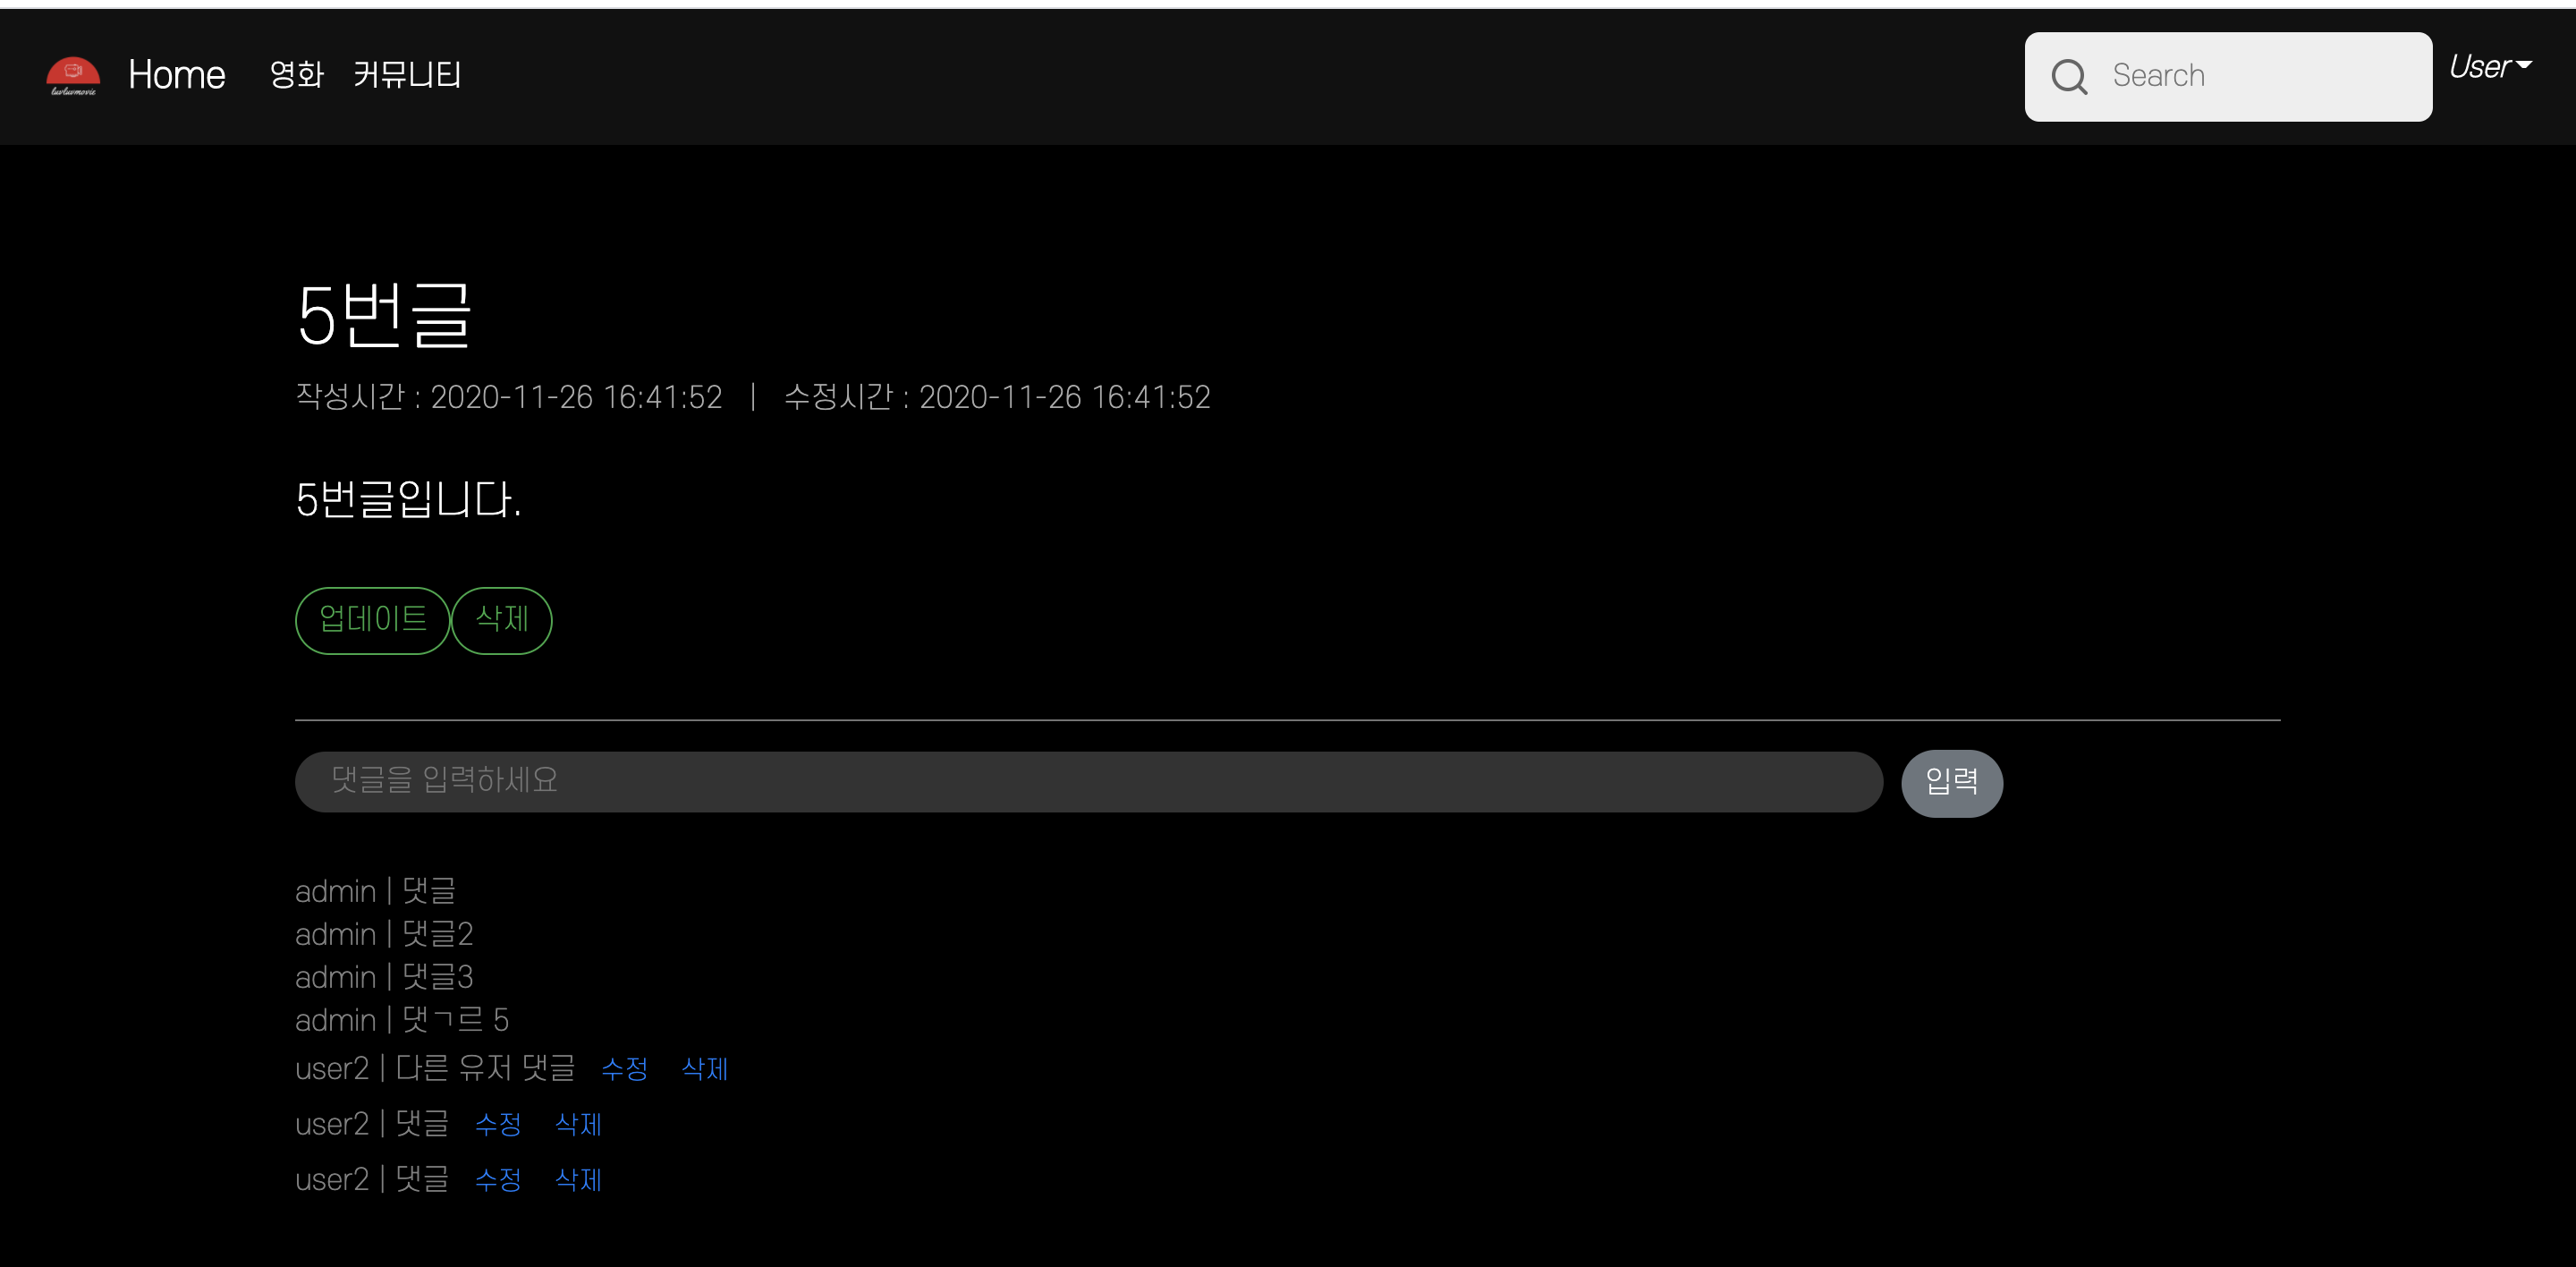 luvluvmovie Home 영화 커뮤니티 Search User
5번글
작성시간 : 2020-11-26 16:41:52 | 수정시간 : 2020-11-26 16:41:52
5번글입니다.
업데이트 삭제
댓글을 입력하세요 입력
admin | 댓글
admin | 댓글2
admin | 댓글3
admin | 댓ㄱ르 5
user2 | 다른 유저 댓글 수정 삭제
user2 | 댓글 수정 삭제
user2 | 댓글 수정 삭제